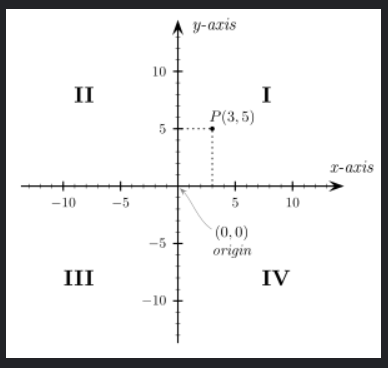 y-axis
10
II
I
P(3, 5)
5
x-axis
−10
−5
5
10
(0, 0)
origin
−5
III
IV
−10